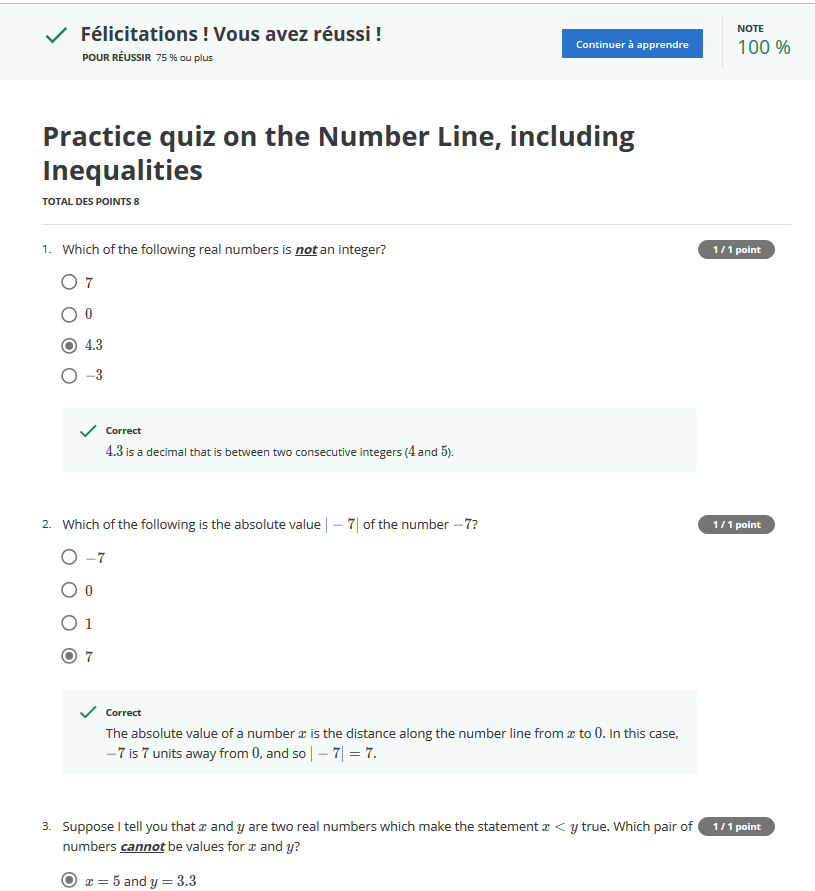 Félicitations ! Vous avez réussi !
POUR RÉUSSIR 75 % ou plus
Continuer à apprendre
NOTE
100 %
Practice quiz on the Number Line, including
Inequalities
TOTAL DES POINTS 8
1. Which of the following real numbers is not an integer?
1 / 1 point
7
0
4.3
−3
Correct
4.3 is a decimal that is between two consecutive integers (4 and 5).
2. Which of the following is the absolute value | − 7| of the number −7?
1 / 1 point
−7
0
1
7
Correct
The absolute value of a number x is the distance along the number line from x to 0. In this case,
−7 is 7 units away from 0, and so | − 7| = 7.
3. Suppose I tell you that x and y are two real numbers which make the statement x < y true. Which pair of
1 / 1 point
numbers cannot be values for x and y?
x = 5 and y = 3.3